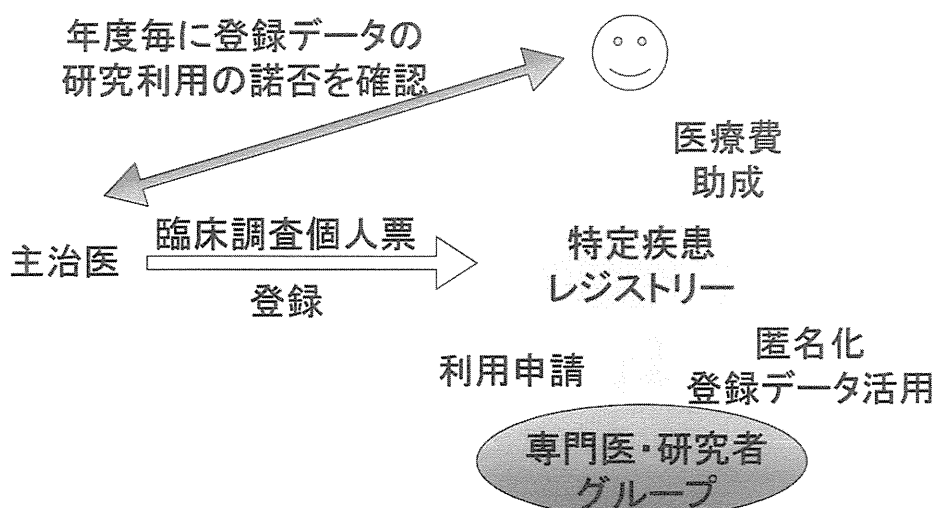 年度毎に登録データの
研究利用の諾否を確認
医療費
助成
主治医
臨床調査個人票
登録
特定疾患
レジストリー
利用申請
匿名化
登録データ活用
専門医・研究者
グループ